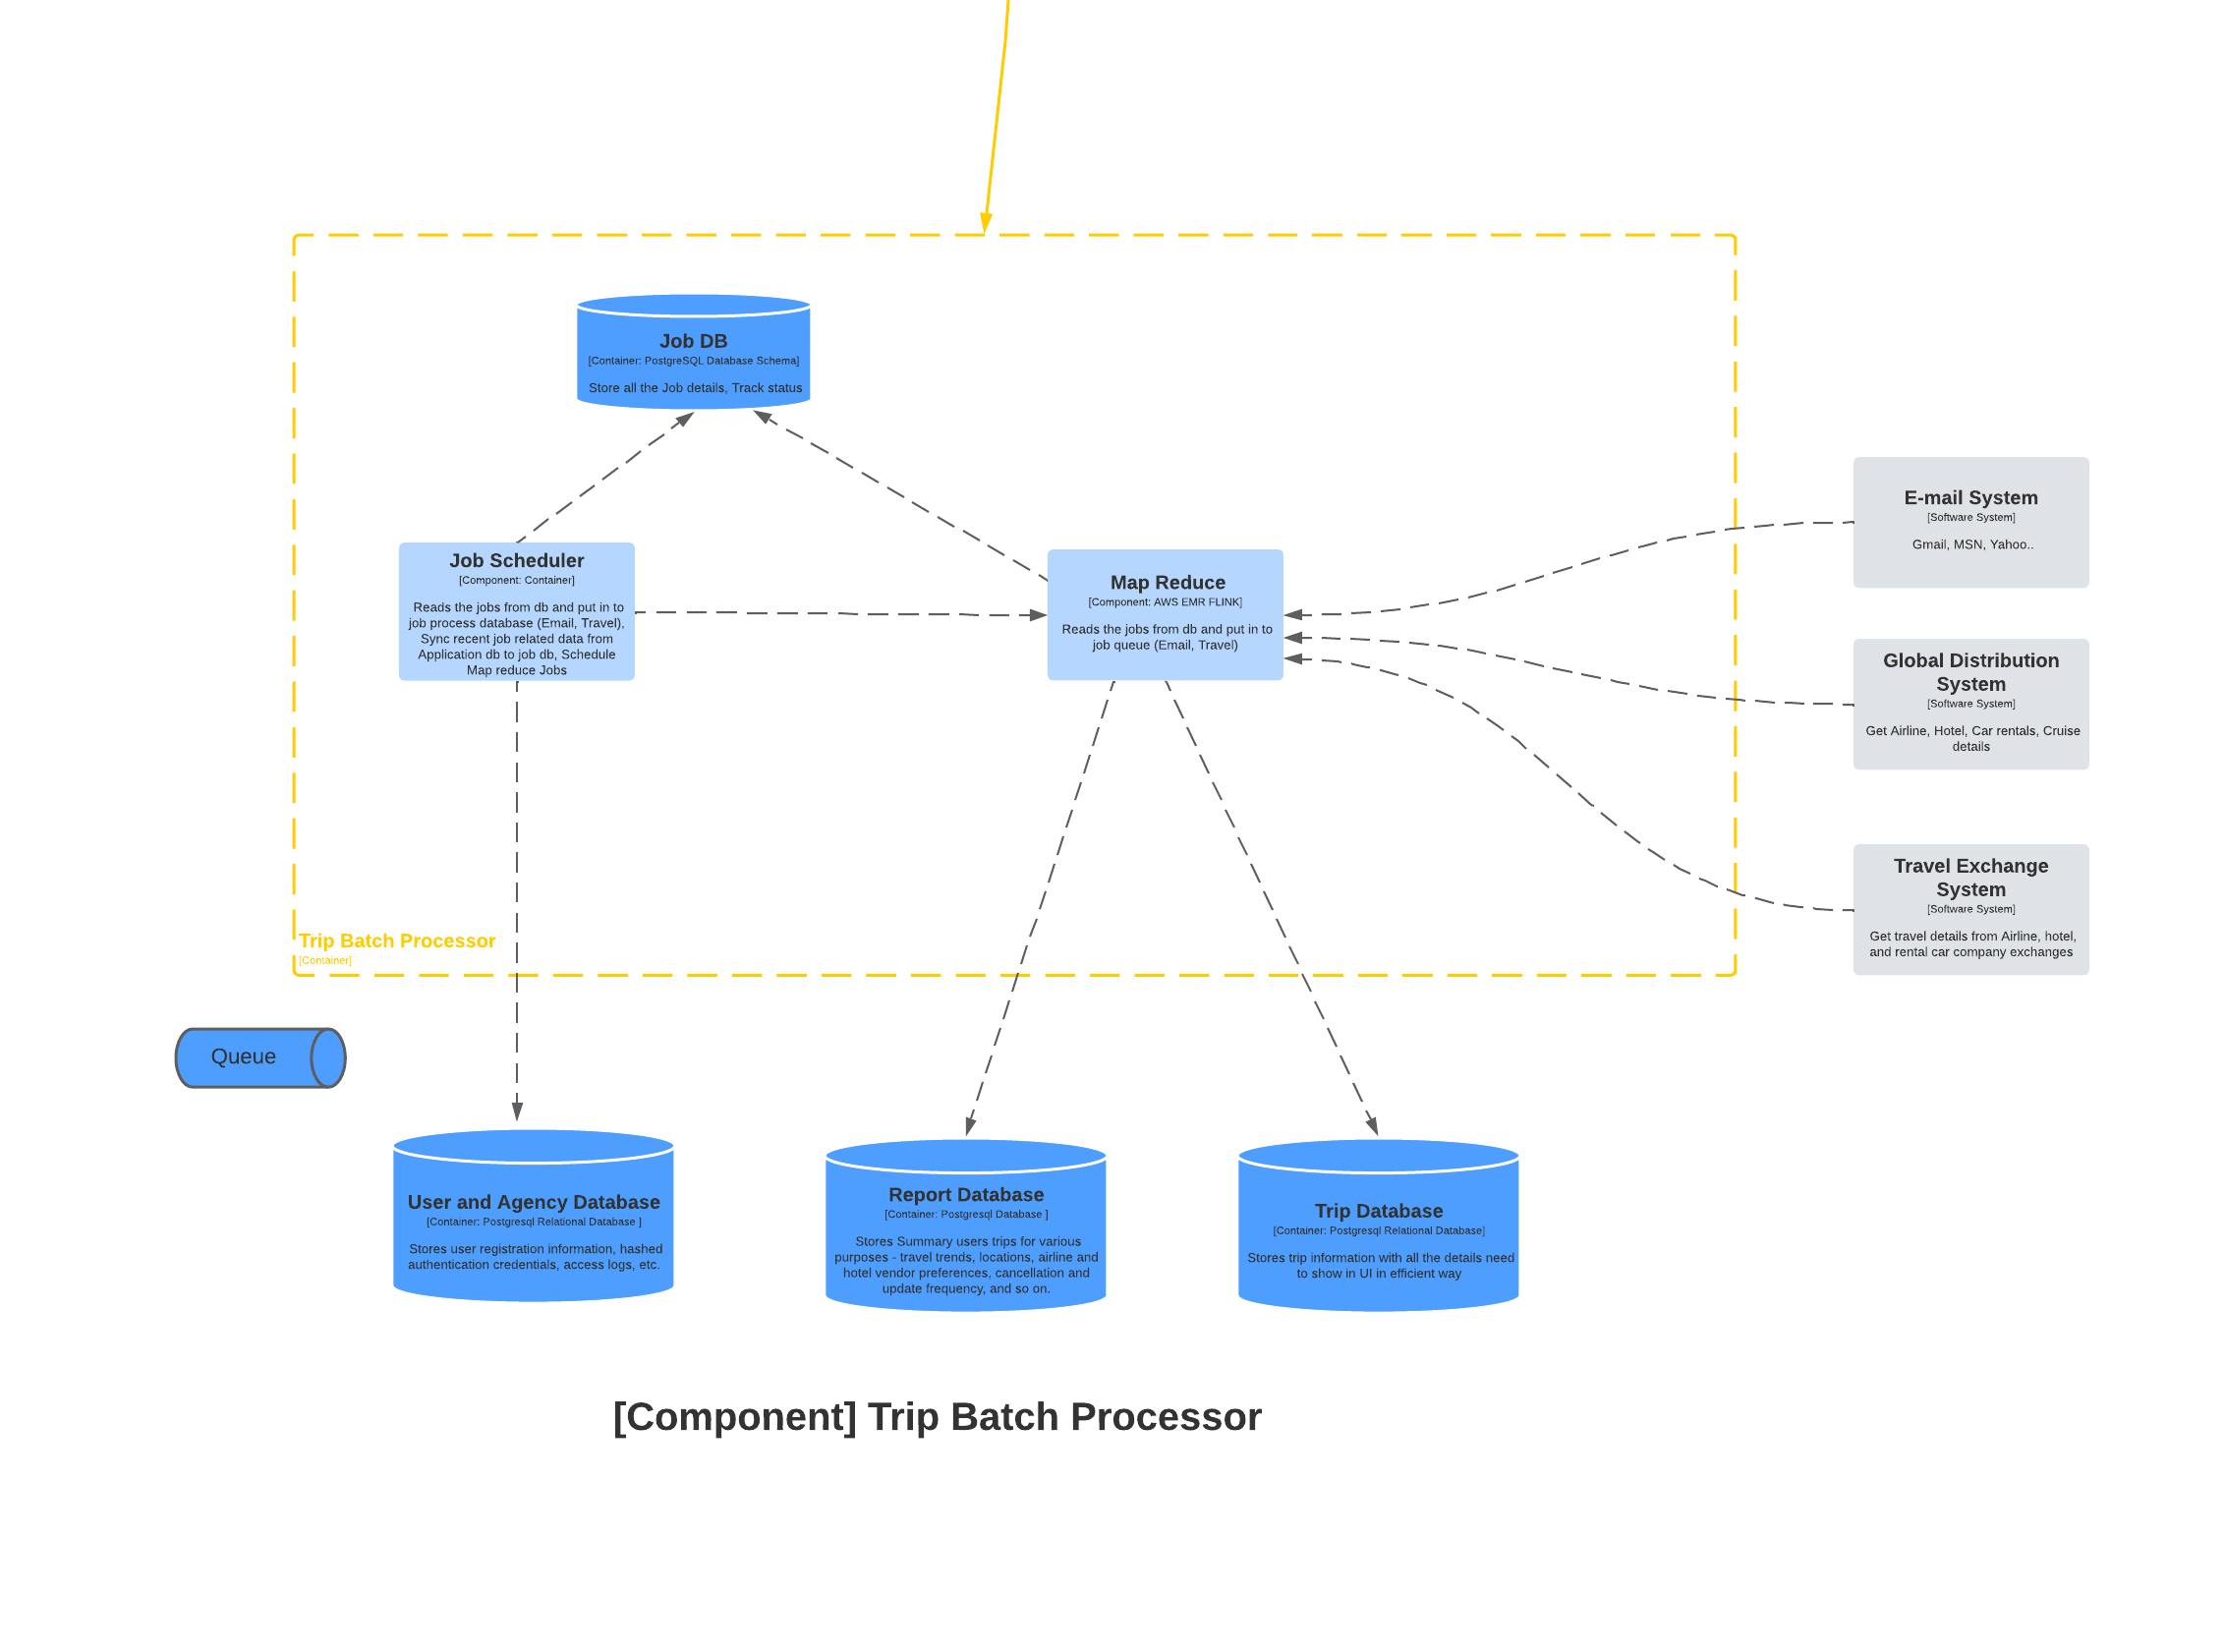 Job DB
[Container: PostgreSQL Database Schema]
Store all the Job details, Track status
Job Scheduler
[Component: Container]
Reads the jobs from db and put in to
job process database (Email, Travel),
Sync recent job related data from
Application db to job db, Schedule
Map reduce Jobs
Map Reduce
[Component: AWS EMR FLINK]
Reads the jobs from db and put in to
job queue (Email, Travel)
E-mail System
[Software System]
Gmail, MSN, Yahoo..
Global Distribution
System
[Software System]
Get Airline, Hotel, Car rentals, Cruise
details
Travel Exchange
System
[Software System]
Get travel details from Airline, hotel,
and rental car company exchanges
Trip Batch Processor
[Container]
Queue
User and Agency Database
[Container: Postgresql Relational Database ]
Stores user registration information, hashed
authentication credentials, access logs, etc.
Report Database
[Container: Postgresql Database ]
Stores Summary users trips for various
purposes - travel trends, locations, airline and
hotel vendor preferences, cancellation and
update frequency, and so on.
Trip Database
[Container: Postgresql Relational Database]
Stores trip information with all the details need
to show in UI in efficient way
[Component] Trip Batch Processor